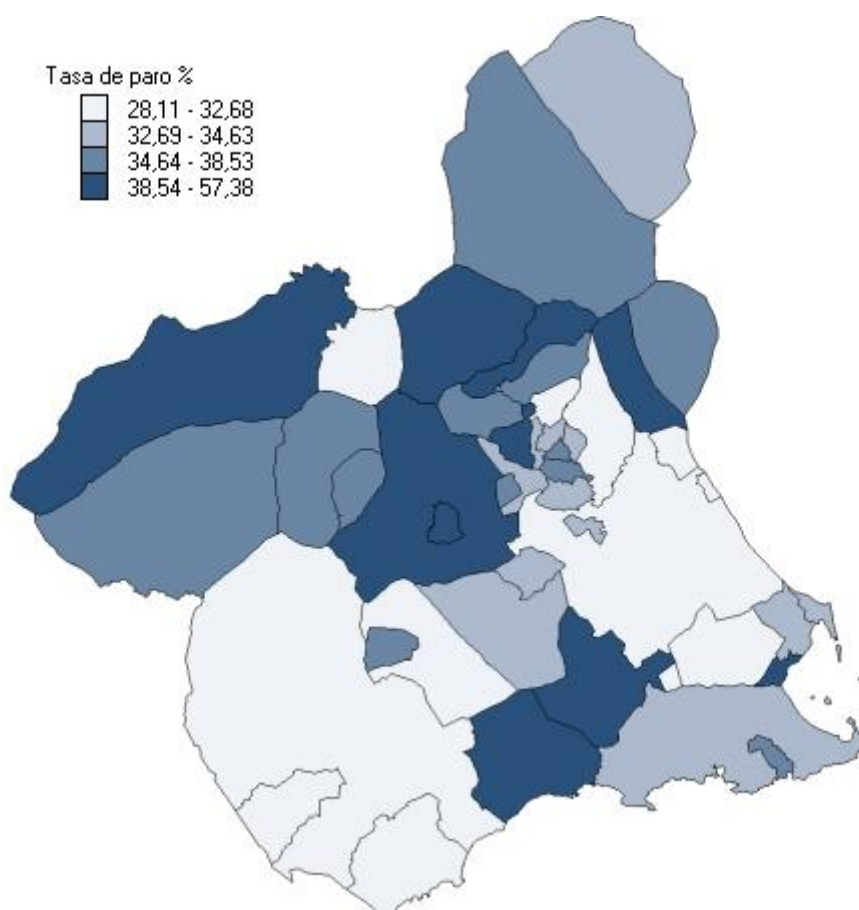 Tasa de paro %
28,11 - 32,68
32,69 - 34,63
34,64 - 38,53
38,54 - 57,38